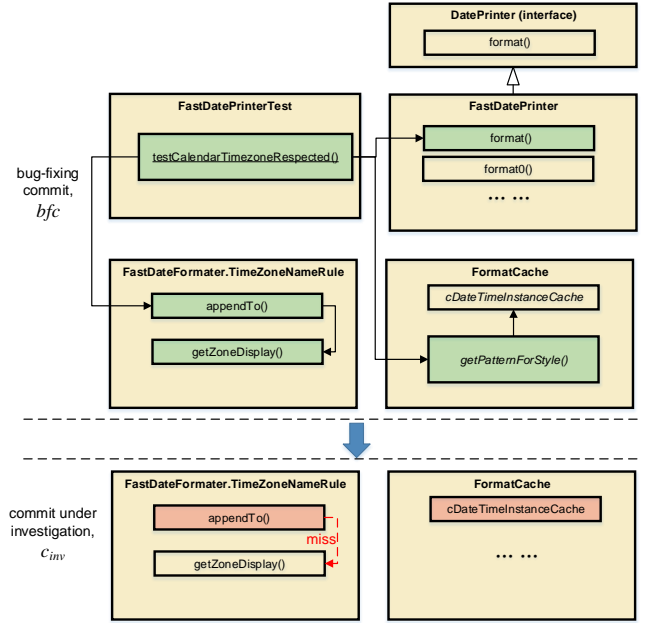 DatePrinter (interface)
format()
FastDatePrinterTest
testCalendarTimezoneRespected()
FastDatePrinter
format()
format0()
... ...
bug-fixing
commit,
bfc
FastDateFormater.TimeZoneNameRule
appendTo()
getZoneDisplay()
FormatCache
cDateTimeInstanceCache
getPatternForStyle()
commit under
investigation,
cinv
FastDateFormater.TimeZoneNameRule
appendTo()
miss
getZoneDisplay()
FormatCache
cDateTimeInstanceCache
... ...